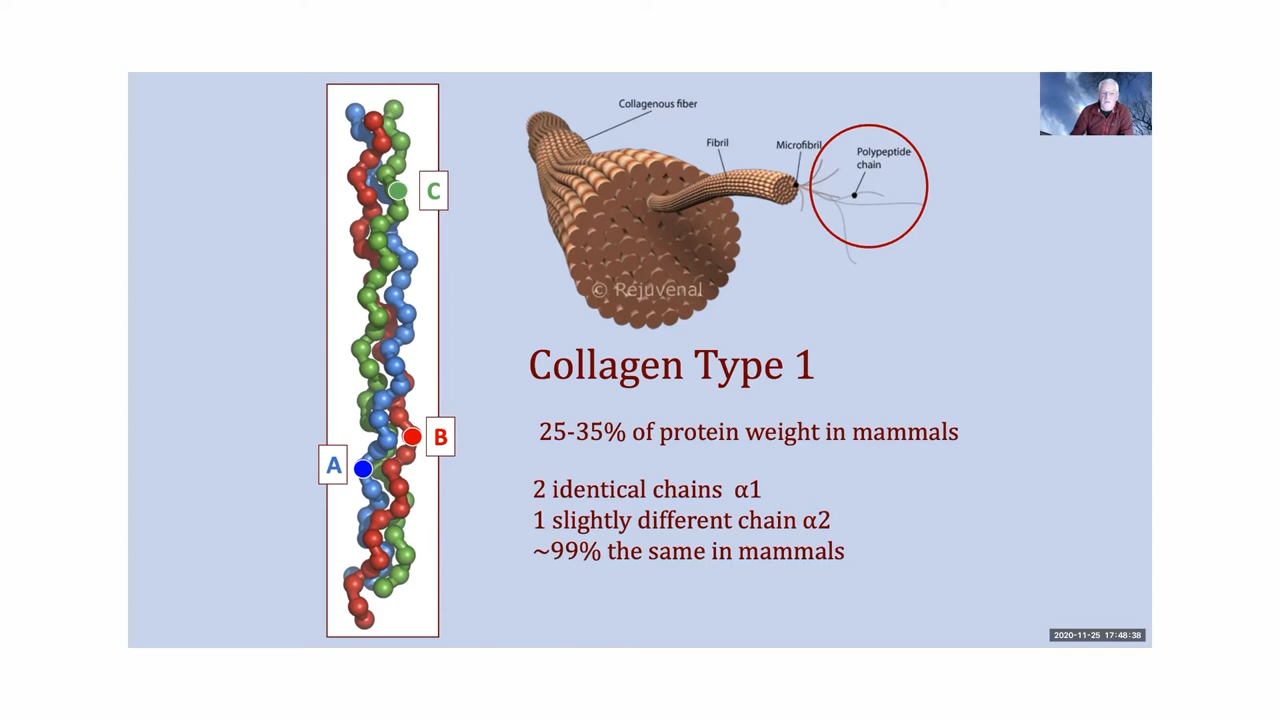 Collagenous fiber
Fibril
Microfibril
Polypeptide
chain
C
© Rejuvenal
Collagen Type 1
25-35% of protein weight in mammals
B
A
2 identical chains α1
1 slightly different chain α2
~99% the same in mammals
2020-11-25 17:48:38